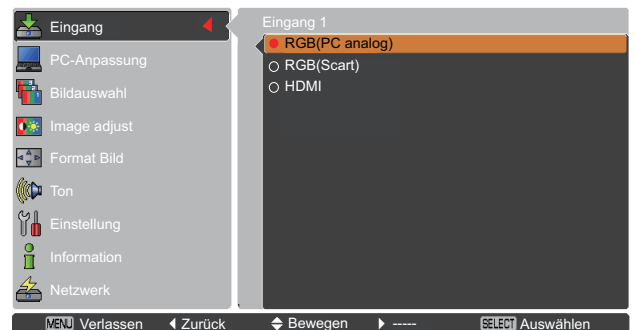 Eingang
PC-Anpassung
Bildauswahl
Image adjust
Format Bild
Ton
Einstellung
Information
Netzwerk
Eingang 1
RGB(PC analog)
RGB(Scart)
HDMI
MENU Verlassen Zurück Bewegen ----- SELECT Auswählen